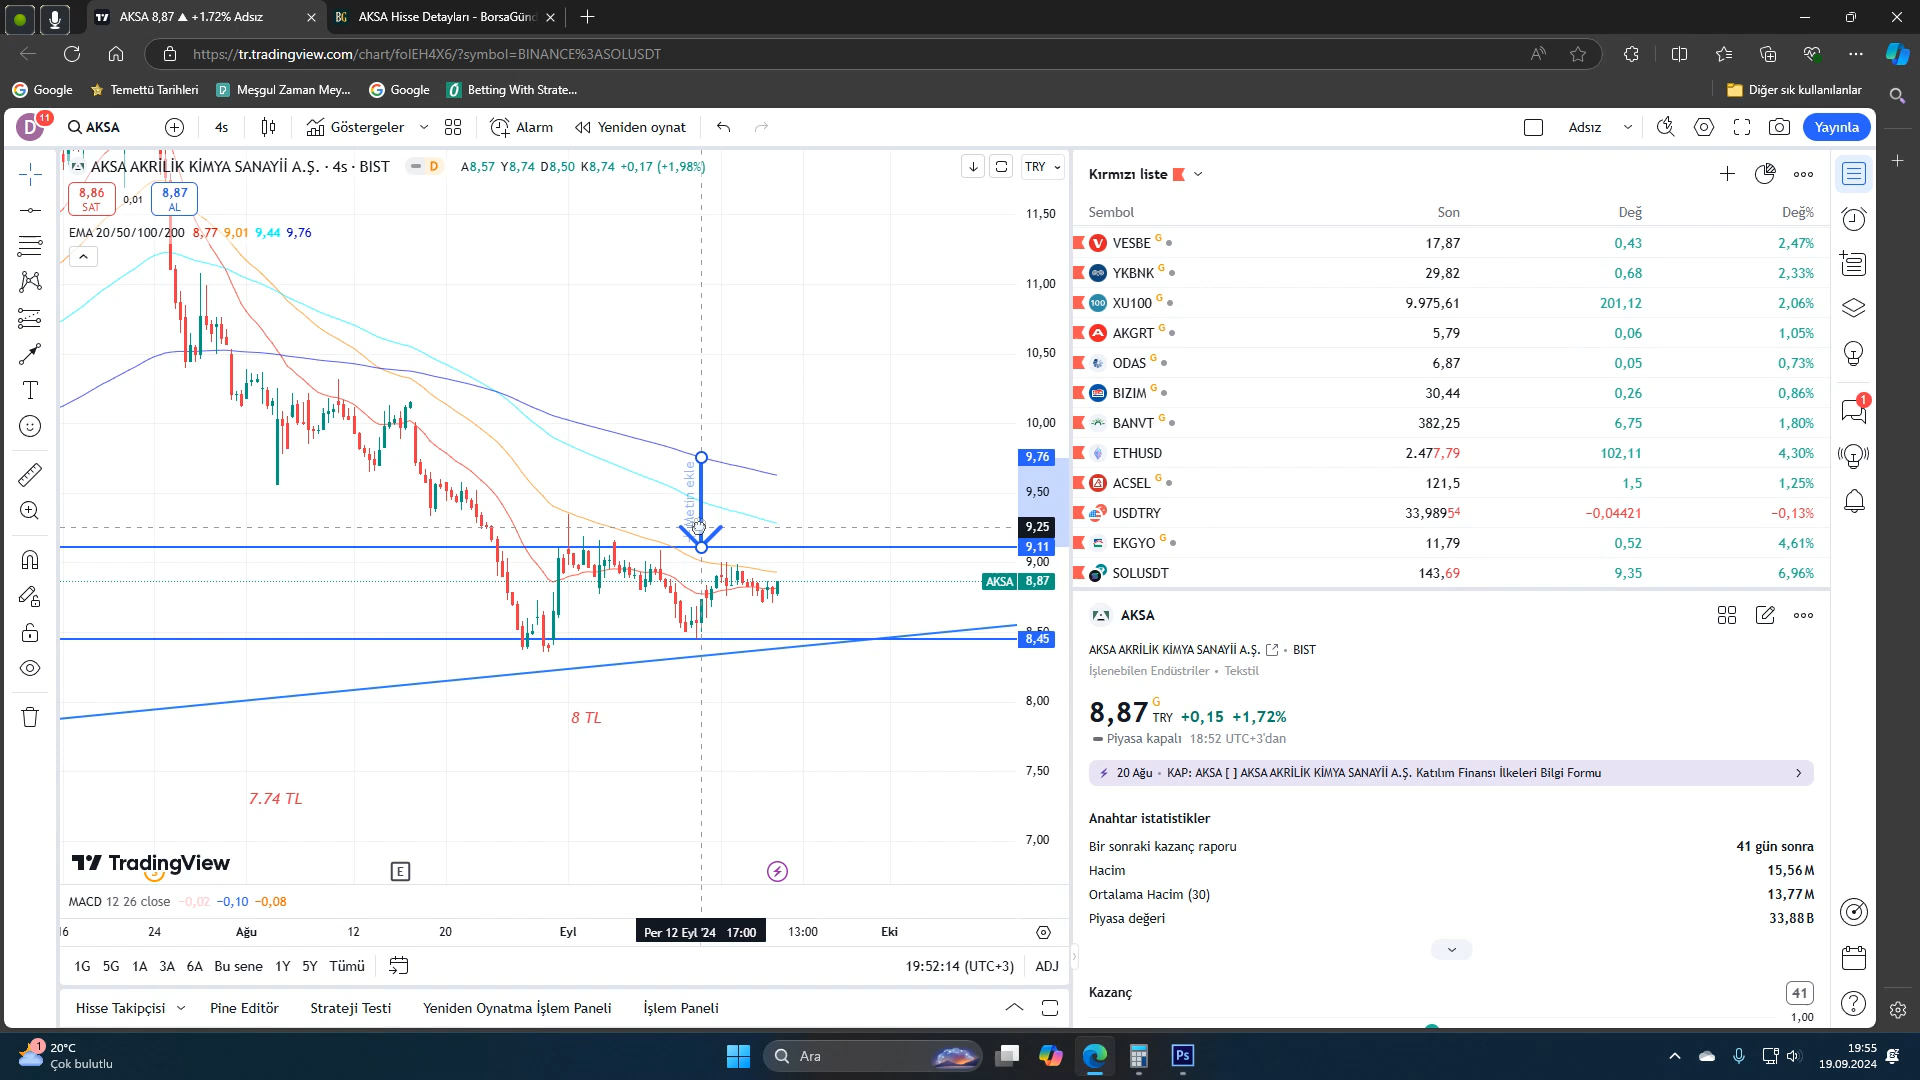 AKSA 8,87 ▲ +1.72% Adsız
AKSA Hisse Detayları - BorsaGünd
https://tr.tradingview.com/chart/folEH4X6/?symbol=BINANCE%3ASOLUSDT
Google
Temettü Tarihleri
Meşgul Zaman Mey...
Google
Betting With Strate...
Diğer sık kullanılanlar
D 11
AKSA
4s
Göstergeler
Alarm
Yeniden oynat
Adsız
Yayınla
AKSA AKRİLİK KİMYA SANAYİİ A.Ş. · 4s · BIST
D
A8,57 Y8,74 D8,50 K8,74 +0,17 (+1,98%)
TRY
8,86
SAT
0,01
8,87
AL
EMA 20/50/100/200 8,77 9,01 9,44 9,76
11,50
11,00
10,50
10,00
9,76
9,50
9,25
9,11
9,00
AKSA 8,87
8,50
8,45
8,00
7,50
7,00
Metin ekle
8 TL
7.74 TL
TradingView
E
MACD 12 26 close −0,02 −0,10 −0,08
16
24
Ağu
12
20
Eyl
Per 12 Eyl '24 17:00
13:00
Eki
1G 5G 1A 3A 6A Bu sene 1Y 5Y Tümü
19:52:14 (UTC+3)
ADJ
Hisse Takipçisi
Pine Editör
Strateji Testi
Yeniden Oynatma İşlem Paneli
İşlem Paneli
Kırmızı liste
Sembol Son Değ Değ%
VESBE G 17,87 0,43 2,47%
YKBNK G 29,82 0,68 2,33%
100 XU100 G 9.975,61 201,12 2,06%
AKGRT G 5,79 0,06 1,05%
ODAS G 6,87 0,05 0,73%
BIZIM G 30,44 0,26 0,86%
BANVT G 382,25 6,75 1,80%
ETHUSD 2.477,79 102,11 4,30%
ACSEL G 121,5 1,5 1,25%
USDTRY 33,98954 −0,04421 −0,13%
EKGYO G 11,79 0,52 4,61%
SOLUSDT 143,69 9,35 6,96%
AKSA
AKSA AKRİLİK KİMYA SANAYİİ A.Ş. • BIST
İşlenebilen Endüstriler • Tekstil
8,87 G TRY +0,15 +1,72%
Piyasa kapalı 18:52 UTC+3'dan
20 Ağu • KAP: AKSA [ ] AKSA AKRİLİK KİMYA SANAYİİ A.Ş. Katılım Finansı İlkeleri Bilgi Formu
Anahtar istatistikler
Bir sonraki kazanç raporu 41 gün sonra
Hacim 15,56M
Ortalama Hacim (30) 13,77M
Piyasa değeri 33,88B
Kazanç
41
1,00
1
1
20°C
Çok bulutlu
Ara
Ps
19:55
19.09.2024